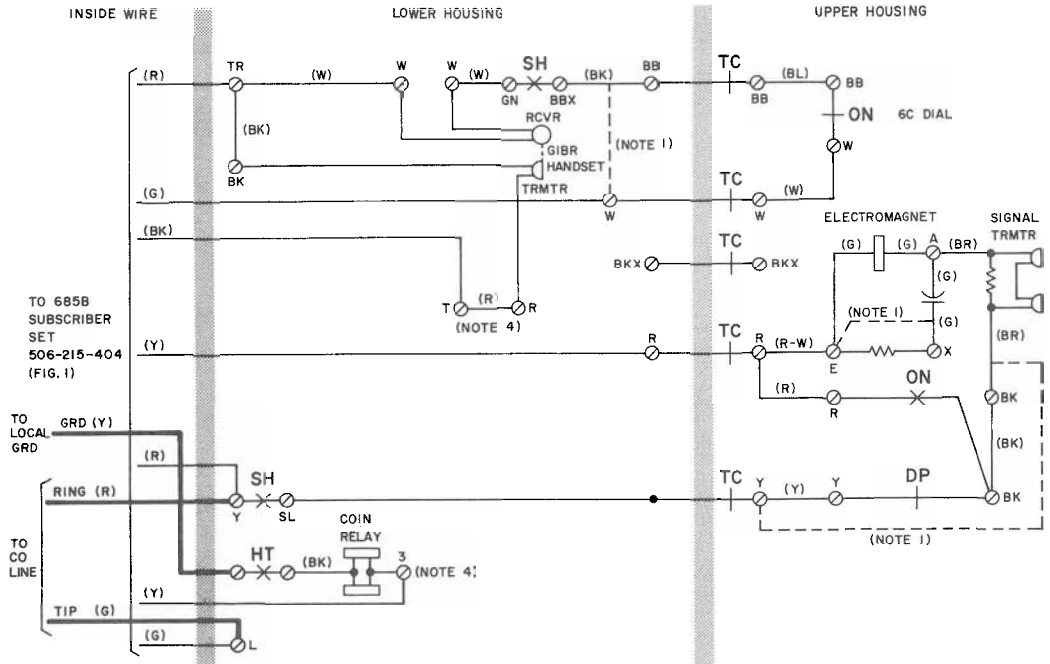 INSIDE WIRE
LOWER HOUSING
UPPER HOUSING
(R)
TR
(W)
W
W
(W)
SH
(BK)
BB
TC
(BL)
GN
BBX
BB
BB
ON
6C DIAL
RCVR
(BK)
(NOTE 1)
GIBR
W
HANDSET
BK
TRMTR
(G)
TC
(W)
W
W
(BK)
ELECTROMAGNET
SIGNAL
TRMTR
(G)
(G)
A
(BR)
TC
BKX
BKX
(G)
TO 685B
SUBSCRIBER
SET
506-215-404
(FIG. 1)
T
(R)
R
(NOTE 4)
(NOTE 1)
(G)
(BR)
(Y)
R
TC
R
(R-W)
E
X
ON
(R)
R
BK
TO
LOCAL
GRD
GRD (Y)
(BK)
(R)
SH
RING (R)
Y
SL
TC
Y
(Y)
Y
DP
BK
(NOTE 1)
TO
CO
LINE
COIN
RELAY
HT
(BK)
3
(NOTE 4)
(Y)
TIP (G)
(G)
L